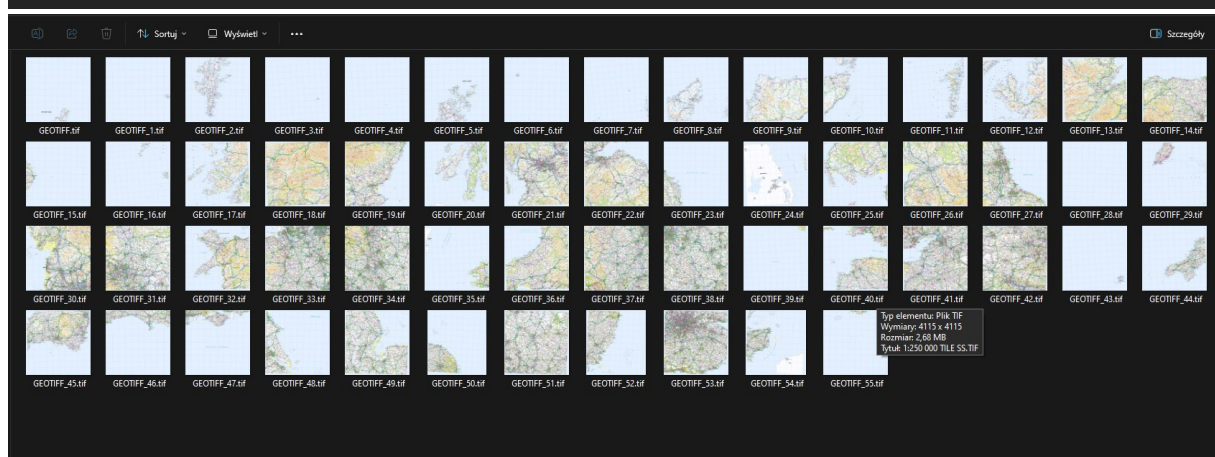 Sortuj Wyświetl ... Szczegóły
GEOTIFF.tif GEOTIFF_1.tif GEOTIFF_2.tif GEOTIFF_3.tif GEOTIFF_4.tif GEOTIFF_5.tif GEOTIFF_6.tif GEOTIFF_7.tif GEOTIFF_8.tif GEOTIFF_9.tif GEOTIFF_10.tif GEOTIFF_11.tif GEOTIFF_12.tif GEOTIFF_13.tif GEOTIFF_14.tif
GEOTIFF_15.tif GEOTIFF_16.tif GEOTIFF_17.tif GEOTIFF_18.tif GEOTIFF_19.tif GEOTIFF_20.tif GEOTIFF_21.tif GEOTIFF_22.tif GEOTIFF_23.tif GEOTIFF_24.tif GEOTIFF_25.tif GEOTIFF_26.tif GEOTIFF_27.tif GEOTIFF_28.tif GEOTIFF_29.tif
GEOTIFF_30.tif GEOTIFF_31.tif GEOTIFF_32.tif GEOTIFF_33.tif GEOTIFF_34.tif GEOTIFF_35.tif GEOTIFF_36.tif GEOTIFF_37.tif GEOTIFF_38.tif GEOTIFF_39.tif GEOTIFF_40.tif GEOTIFF_41.tif GEOTIFF_42.tif GEOTIFF_43.tif GEOTIFF_44.tif
Typ elementu: Plik TIF
Wymiary: 4115 x 4115
Rozmiar: 2,68 MB
Tytuł: 1:250 000 TILE SS.TIF
GEOTIFF_45.tif GEOTIFF_46.tif GEOTIFF_47.tif GEOTIFF_48.tif GEOTIFF_49.tif GEOTIFF_50.tif GEOTIFF_51.tif GEOTIFF_52.tif GEOTIFF_53.tif GEOTIFF_54.tif GEOTIFF_55.tif